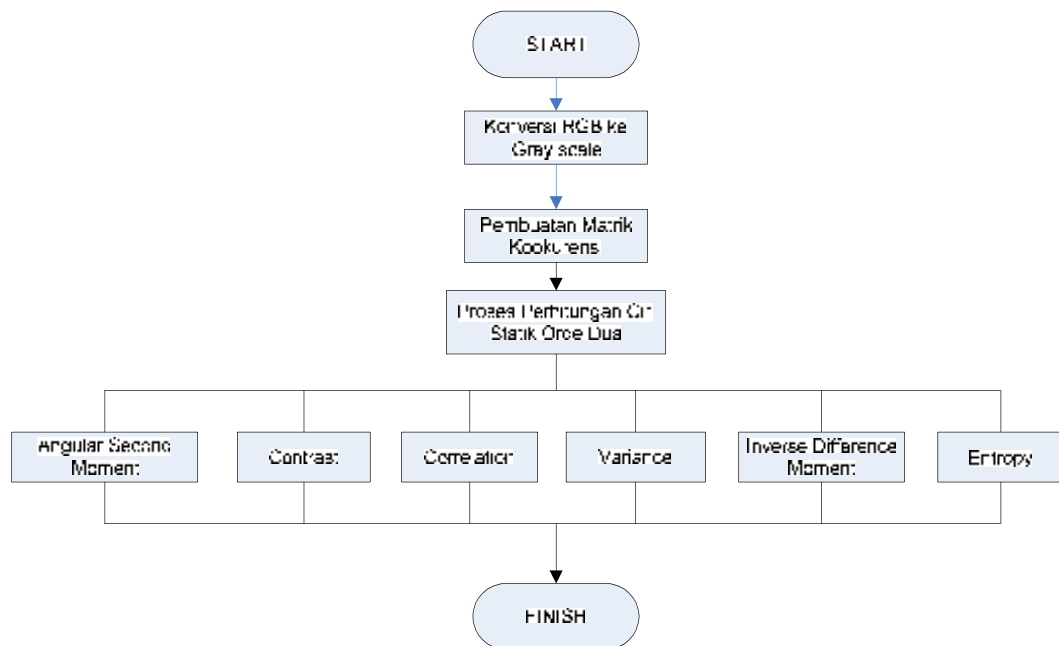 START
Konversi RGB ke
Gray scale
Pembuatan Matrik
Kookurens
Proses Perhitungan Ciri
Statik Orde Dua
Angular Second
Moment
Contrast
Correlation
Variance
Inverse Difference
Moment
Entropy
FINISH